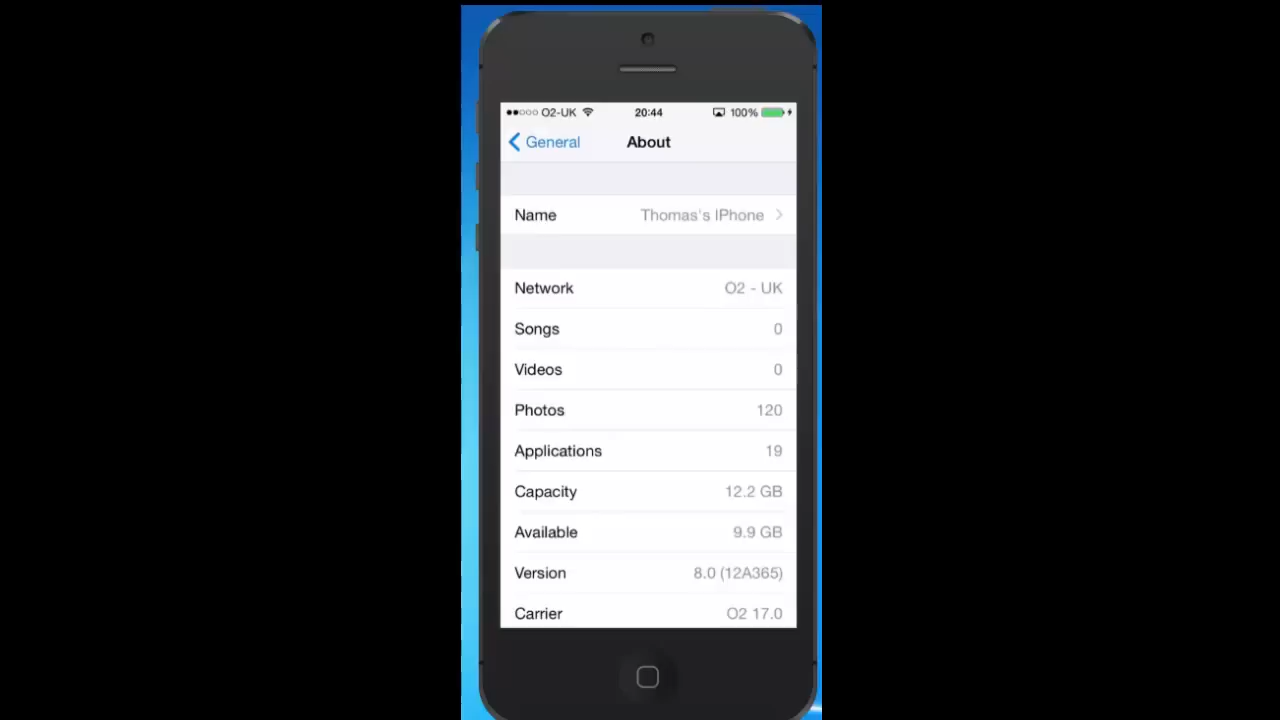 O2-UK 20:44 100%
General About
Name Thomas's IPhone
Network O2 - UK
Songs 0
Videos 0
Photos 120
Applications 19
Capacity 12.2 GB
Available 9.9 GB
Version 8.0 (12A365)
Carrier O2 17.0